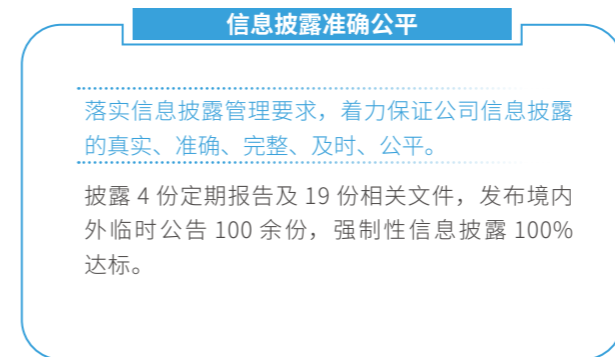 信息披露准确公平
落实信息披露管理要求，着力保证公司信息披露
的真实、准确、完整、及时、公平。
披露 4 份定期报告及 19 份相关文件，发布境内
外临时公告 100 余份，强制性信息披露 100%
达标。